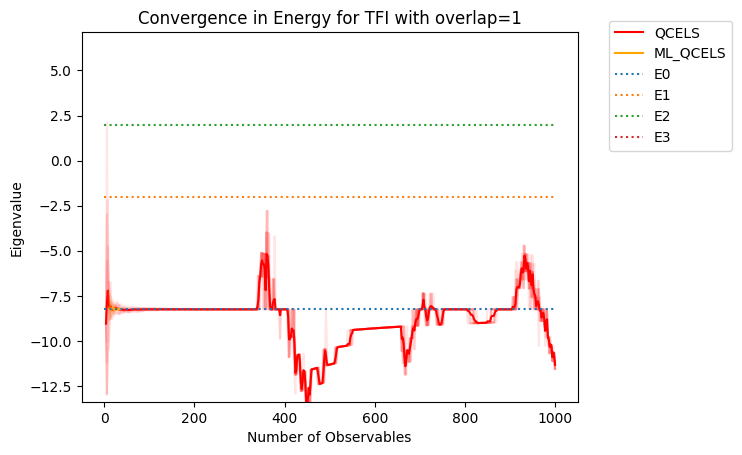 Convergence in Energy for TFI with overlap=1
QCELS
ML_QCELS
E0
E1
E2
E3
Eigenvalue
5.0
2.5
0.0
−2.5
−5.0
−7.5
−10.0
−12.5
0
200
400
600
800
1000
Number of Observables